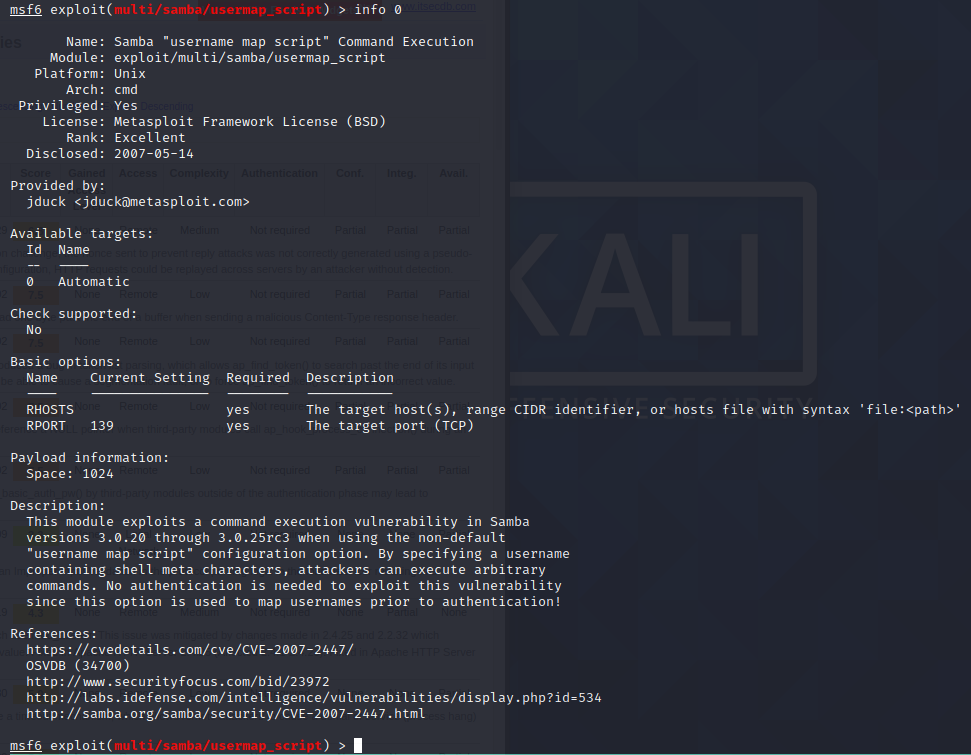 msf6 exploit(multi/samba/usermap_script) > info 0
Name: Samba "username map script" Command Execution
Module: exploit/multi/samba/usermap_script
Platform: Unix
Arch: cmd
Privileged: Yes
License: Metasploit Framework License (BSD)
Rank: Excellent
Disclosed: 2007-05-14
Provided by:
jduck <jduck@metasploit.com>
Available targets:
Id  Name
--  ----
0   Automatic
Check supported:
No
Basic options:
Name    Current Setting  Required  Description
----    ---------------  --------  -----------
RHOSTS                   yes       The target host(s), range CIDR identifier, or hosts file with syntax 'file:<path>'
RPORT   139              yes       The target port (TCP)
Payload information:
Space: 1024
Description:
This module exploits a command execution vulnerability in Samba
versions 3.0.20 through 3.0.25rc3 when using the non-default
"username map script" configuration option. By specifying a username
containing shell meta characters, attackers can execute arbitrary
commands. No authentication is needed to exploit this vulnerability
since this option is used to map usernames prior to authentication!
References:
https://cvedetails.com/cve/CVE-2007-2447/
OSVDB (34700)
http://www.securityfocus.com/bid/23972
http://labs.idefense.com/intelligence/vulnerabilities/display.php?id=534
http://samba.org/samba/security/CVE-2007-2447.html
msf6 exploit(multi/samba/usermap_script) >
KALI